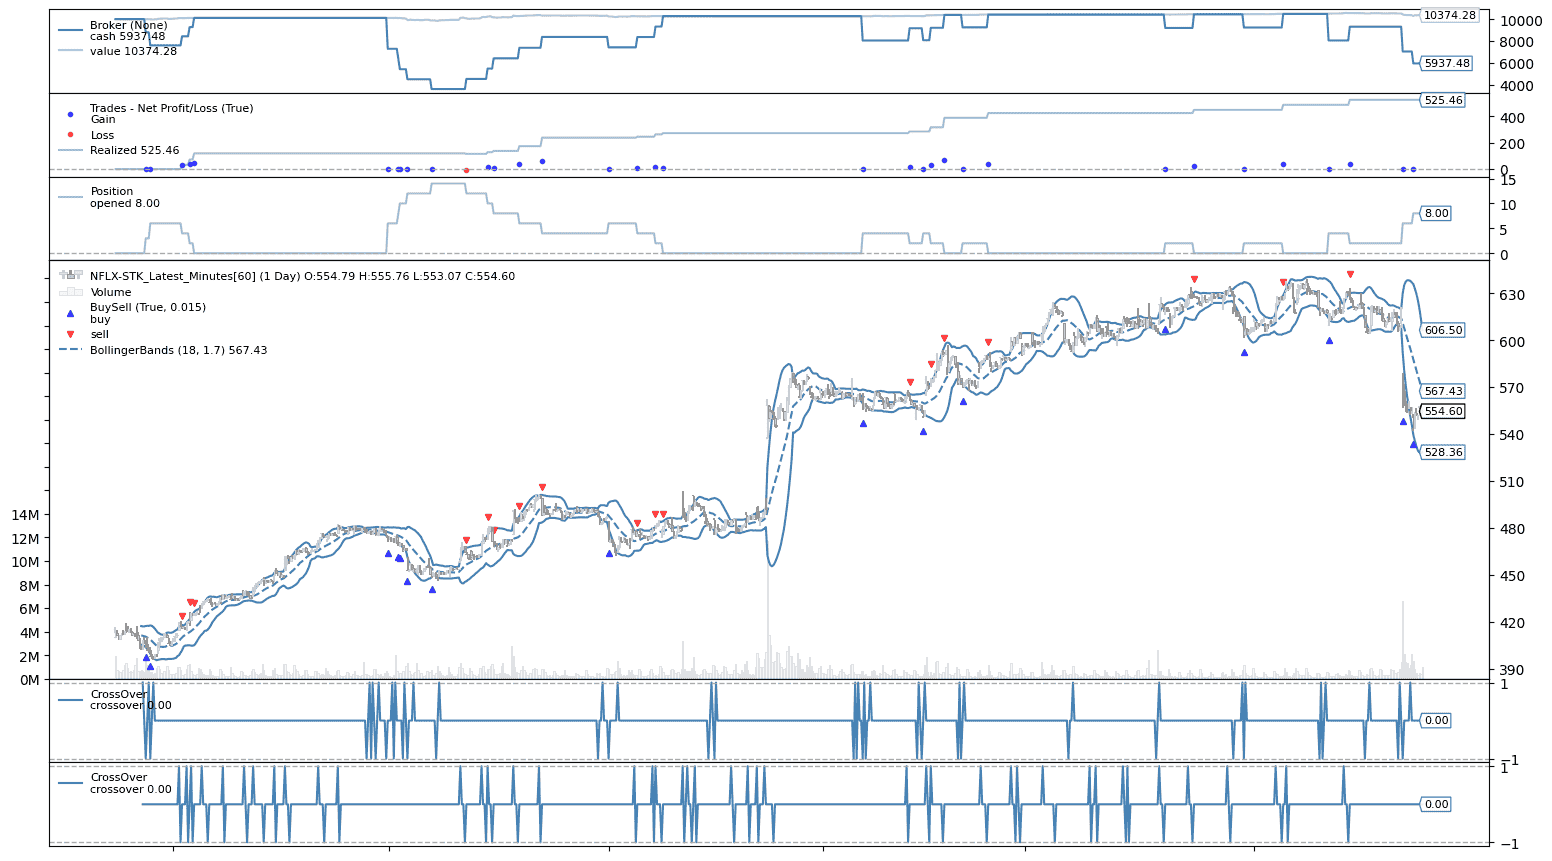 Broker (None)
cash 5937.48
value 10374.28
10374.28
10000
8000
6000
5937.48
4000
Trades - Net Profit/Loss (True)
Gain
Loss
Realized 525.46
525.46
400
200
0
Position
opened 8.00
15
10
8.00
5
0
NFLX-STK_Latest_Minutes[60] (1 Day) O:554.79 H:555.76 L:553.07 C:554.60
Volume
BuySell (True, 0.015)
buy
sell
BollingerBands (18, 1.7) 567.43
630
606.50
600
570
567.43
554.60
540
528.36
510
480
450
420
390
14M
12M
10M
8M
6M
4M
2M
0M
CrossOver
crossover 0.00
1
0.00
−1
CrossOver
crossover 0.00
1
0.00
−1